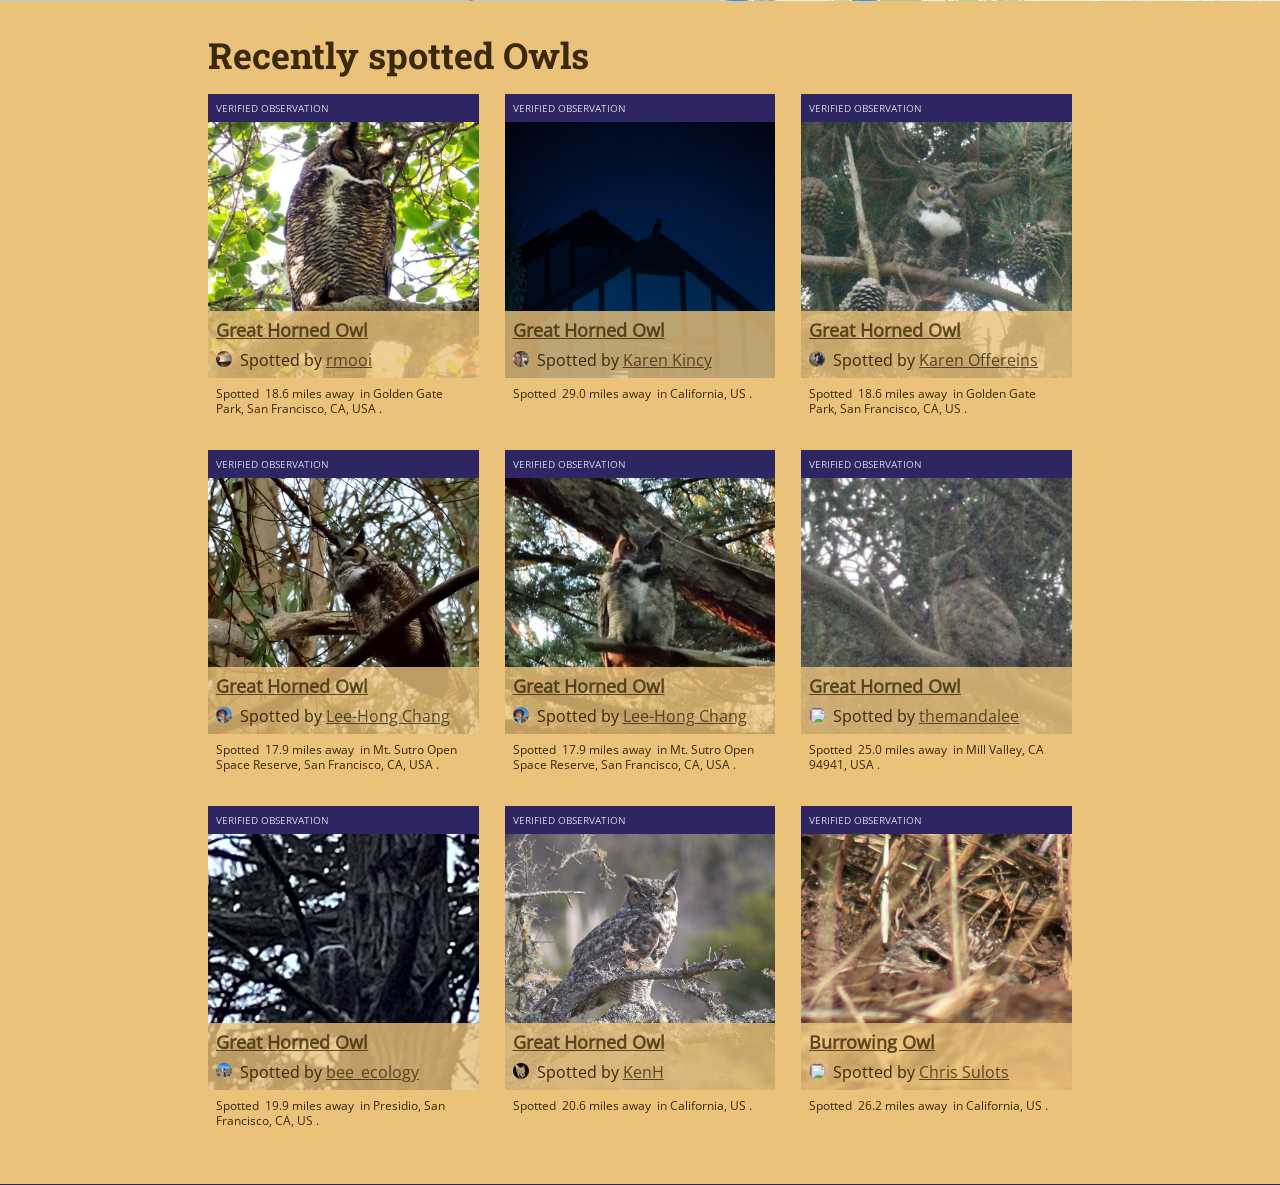 Recently spotted Owls
VERIFIED OBSERVATION
Great Horned Owl
Spotted by rmooi
Spotted 18.6 miles away in Golden Gate
Park, San Francisco, CA, USA .
VERIFIED OBSERVATION
Great Horned Owl
Spotted by Karen Kincy
Spotted 29.0 miles away in California, US .
VERIFIED OBSERVATION
Great Horned Owl
Spotted by Karen Offereins
Spotted 18.6 miles away in Golden Gate
Park, San Francisco, CA, US .
VERIFIED OBSERVATION
Great Horned Owl
Spotted by Lee-Hong Chang
Spotted 17.9 miles away in Mt. Sutro Open
Space Reserve, San Francisco, CA, USA .
VERIFIED OBSERVATION
Great Horned Owl
Spotted by Lee-Hong Chang
Spotted 17.9 miles away in Mt. Sutro Open
Space Reserve, San Francisco, CA, USA .
VERIFIED OBSERVATION
Great Horned Owl
Spotted by themandalee
Spotted 25.0 miles away in Mill Valley, CA
94941, USA .
VERIFIED OBSERVATION
Great Horned Owl
Spotted by bee_ecology
Spotted 19.9 miles away in Presidio, San
Francisco, CA, US .
VERIFIED OBSERVATION
Great Horned Owl
Spotted by KenH
Spotted 20.6 miles away in California, US .
VERIFIED OBSERVATION
Burrowing Owl
Spotted by Chris Sulots
Spotted 26.2 miles away in California, US .